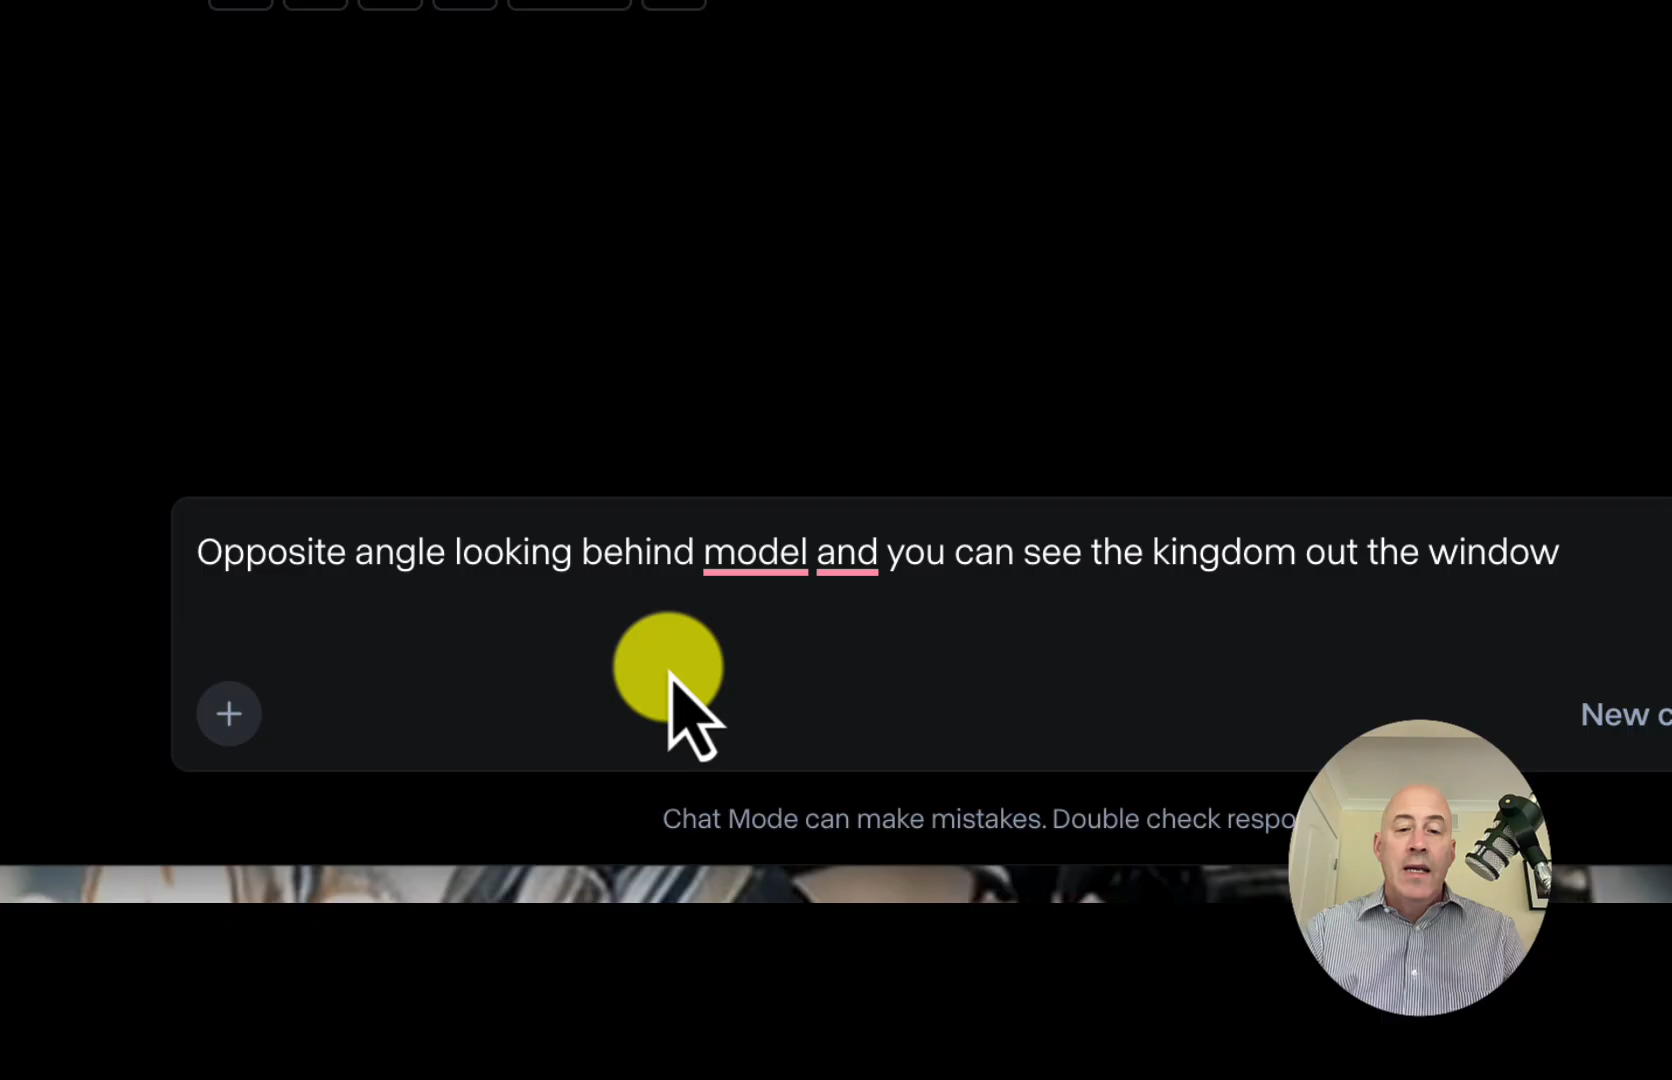 Opposite angle looking behind model and you can see the kingdom out the window
New c
Chat Mode can make mistakes. Double check respo